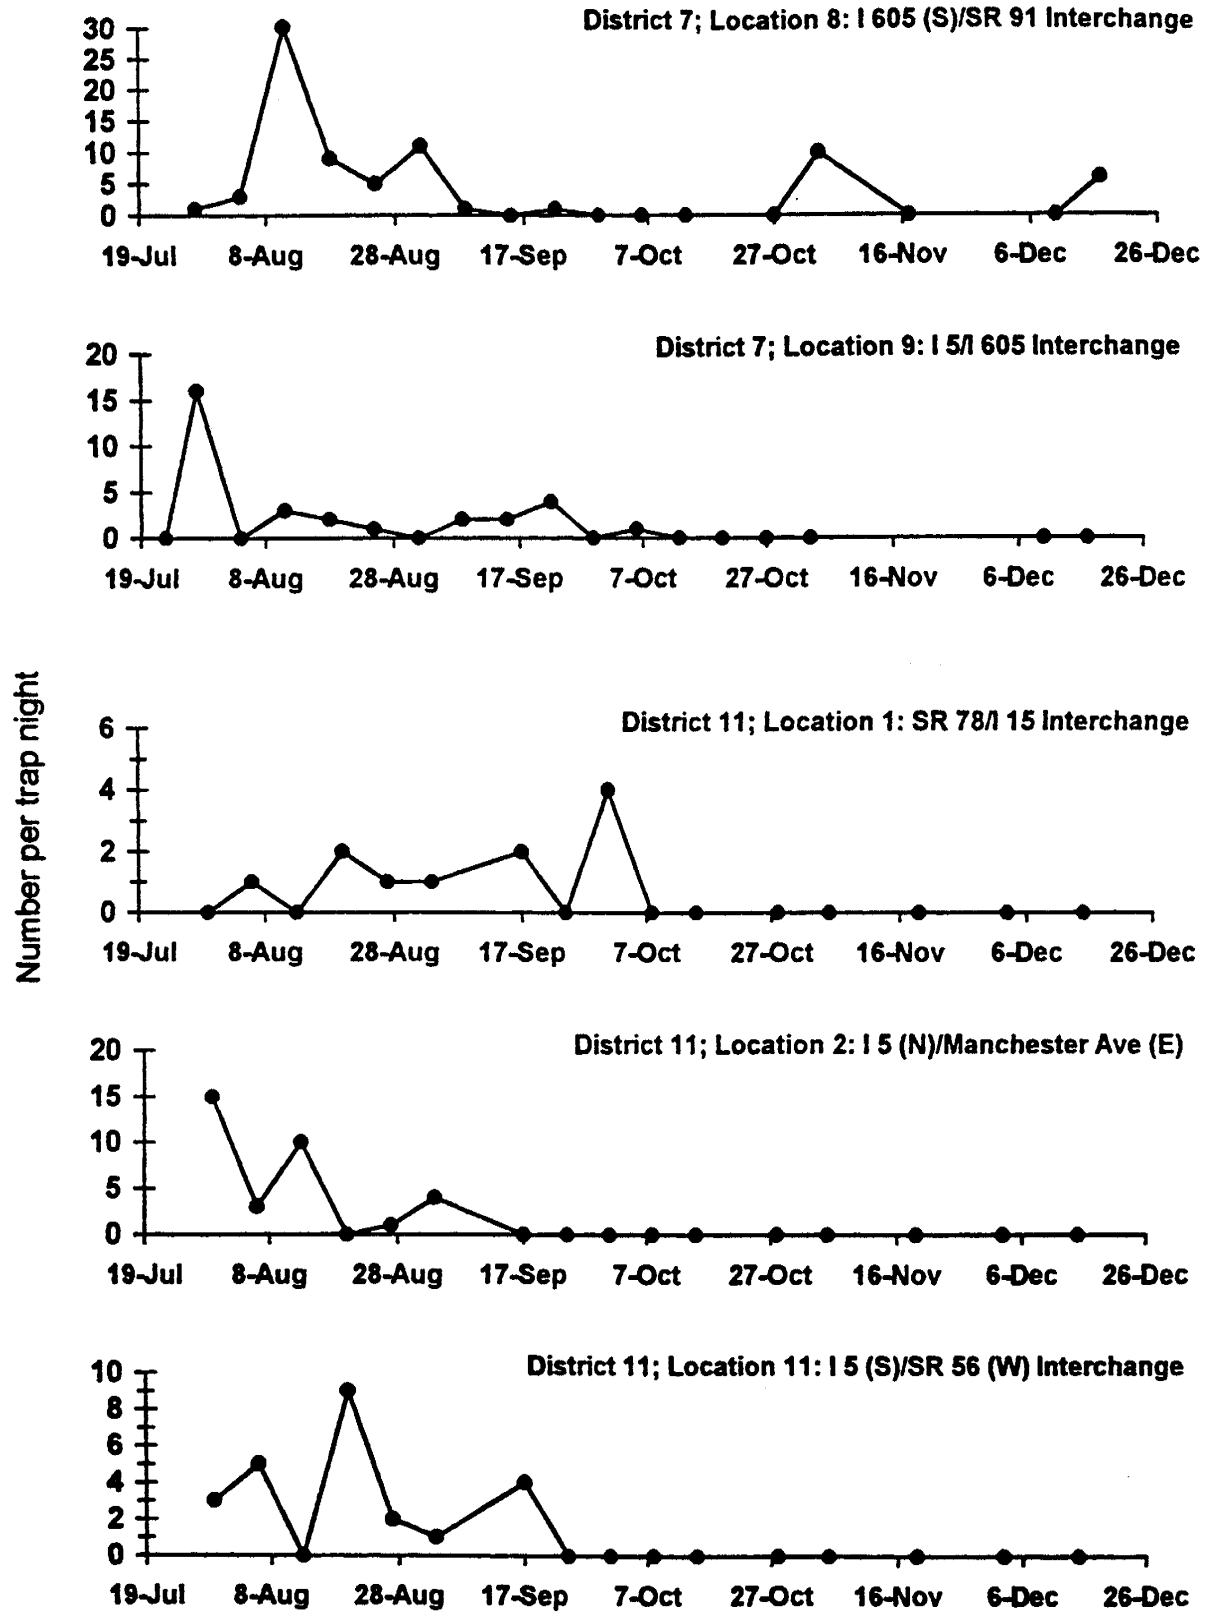 District 7; Location 8: I 605 (S)/SR 91 Interchange
30
25
20
15
10
5
0
19-Jul 8-Aug 28-Aug 17-Sep 7-Oct 27-Oct 16-Nov 6-Dec 26-Dec
District 7; Location 9: I 5/I 605 Interchange
20
15
10
5
0
19-Jul 8-Aug 28-Aug 17-Sep 7-Oct 27-Oct 16-Nov 6-Dec 26-Dec
Number per trap night
District 11; Location 1: SR 78/I 15 Interchange
6
4
2
0
19-Jul 8-Aug 28-Aug 17-Sep 7-Oct 27-Oct 16-Nov 6-Dec 26-Dec
District 11; Location 2: I 5 (N)/Manchester Ave (E)
20
15
10
5
0
19-Jul 8-Aug 28-Aug 17-Sep 7-Oct 27-Oct 16-Nov 6-Dec 26-Dec
District 11; Location 11: I 5 (S)/SR 56 (W) Interchange
10
8
6
4
2
0
19-Jul 8-Aug 28-Aug 17-Sep 7-Oct 27-Oct 16-Nov 6-Dec 26-Dec